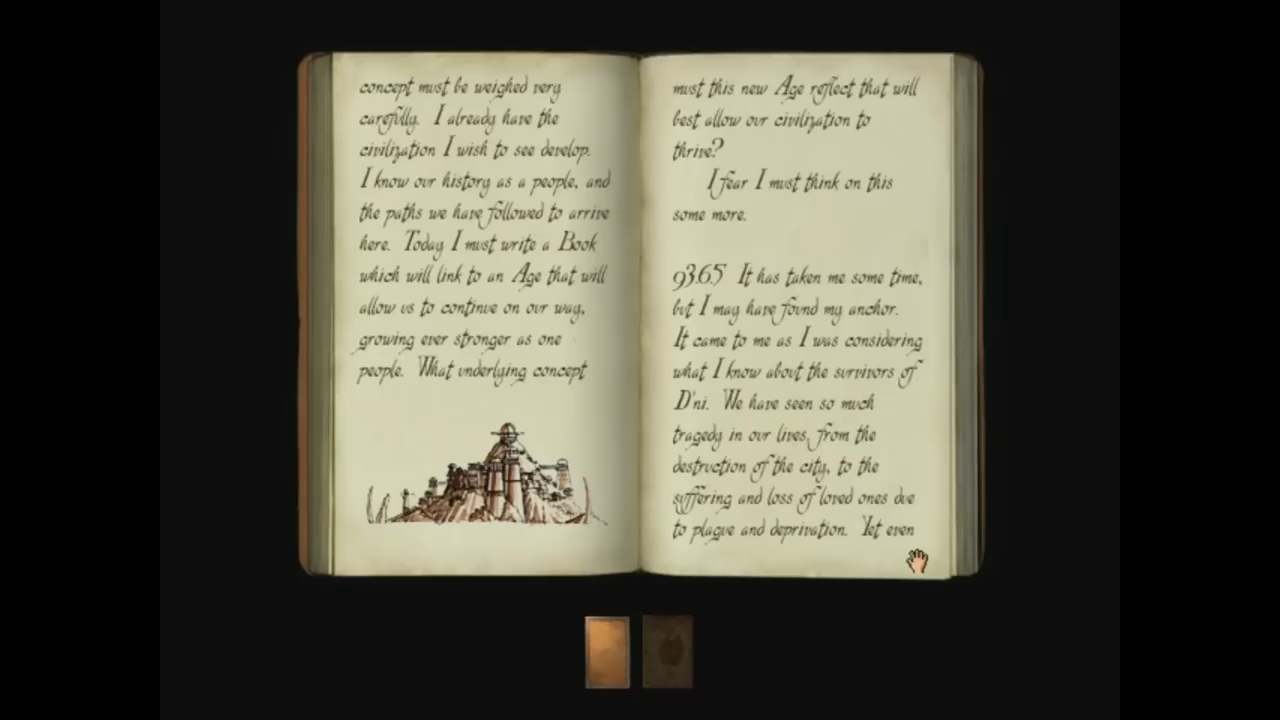 concept must be weighed very
carefully. I already have the
civilization I wish to see develop.
I know our history as a people, and
the paths we have followed to arrive
here. Today I must write a Book
which will link to an Age that will
allow us to continue on our way,
growing ever stronger as one
people. What underlying concept
must this new Age reflect that will
best allow our civilization to
thrive?
I fear I must think on this
some more.
93.6.5 It has taken me some time,
but I may have found my anchor.
It came to me as I was considering
what I know about the survivors of
D'ni. We have seen so much
tragedy in our lives, from the
destruction of the city, to the
suffering and loss of loved ones due
to plague and deprivation. Yet even